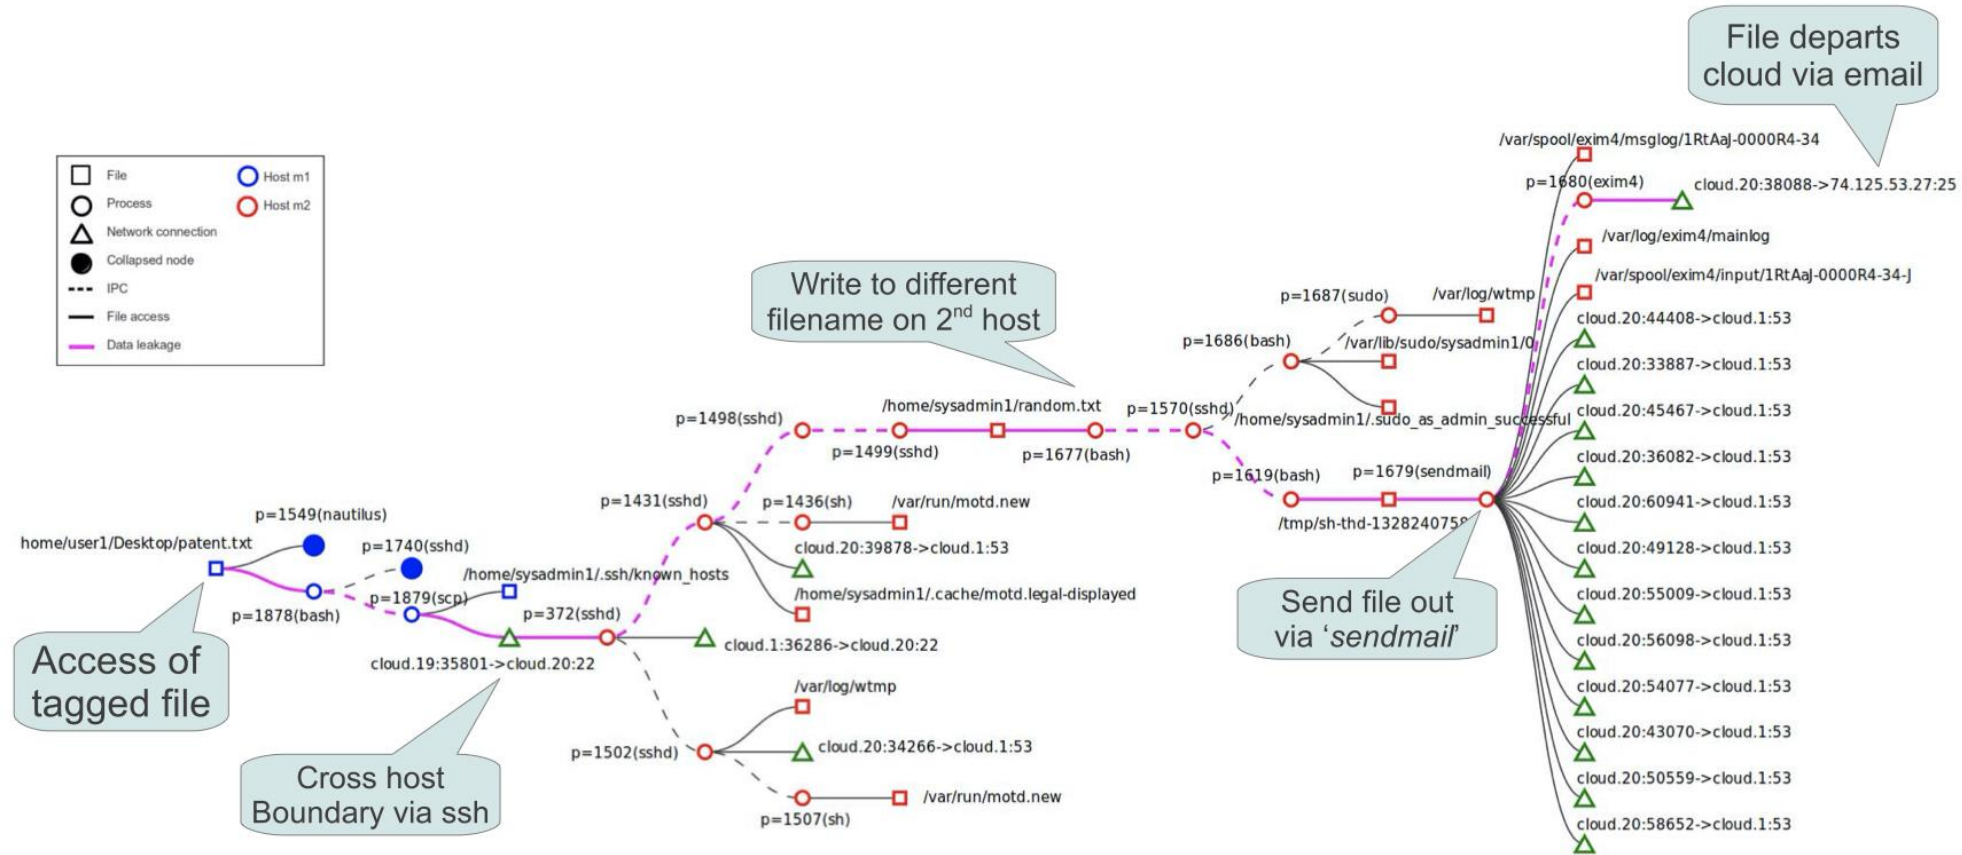 File departs
cloud via email
/var/spool/exim4/msglog/1RtAaJ-0000R4-34
p=1680(exim4)
cloud.20:38088->74.125.53.27:25
File
Host m1
Process
Host m2
Network connection
Collapsed node
IPC
File access
Data leakage
/var/log/exim4/mainlog
/var/spool/exim4/input/1RtAaJ-0000R4-34-J
Write to different
filename on 2nd host
p=1687(sudo)
/var/log/wtmp
p=1686(bash)
/var/lib/sudo/sysadmin1/0
/home/sysadmin1/.sudo_as_admin_successful
cloud.20:44408->cloud.1:53
cloud.20:33887->cloud.1:53
cloud.20:45467->cloud.1:53
cloud.20:36082->cloud.1:53
cloud.20:60941->cloud.1:53
cloud.20:49128->cloud.1:53
cloud.20:55009->cloud.1:53
cloud.20:56098->cloud.1:53
cloud.20:54077->cloud.1:53
cloud.20:43070->cloud.1:53
cloud.20:50559->cloud.1:53
cloud.20:58652->cloud.1:53
p=1498(sshd)
/home/sysadmin1/random.txt
p=1570(sshd)
p=1499(sshd)
p=1677(bash)
p=1619(bash)
p=1679(sendmail)
/tmp/sh-thd-1328240758
Send file out
via ‘sendmail’
p=1431(sshd)
p=1436(sh)
/var/run/motd.new
cloud.20:39878->cloud.1:53
/home/sysadmin1/.cache/motd.legal-displayed
home/user1/Desktop/patent.txt
p=1549(nautilus)
p=1740(sshd)
/home/sysadmin1/.ssh/known_hosts
p=1878(bash)
p=1879(scp)
p=372(sshd)
cloud.1:36286->cloud.20:22
cloud.19:35801->cloud.20:22
Access of
tagged file
Cross host
Boundary via ssh
/var/log/wtmp
p=1502(sshd)
cloud.20:34266->cloud.1:53
/var/run/motd.new
p=1507(sh)